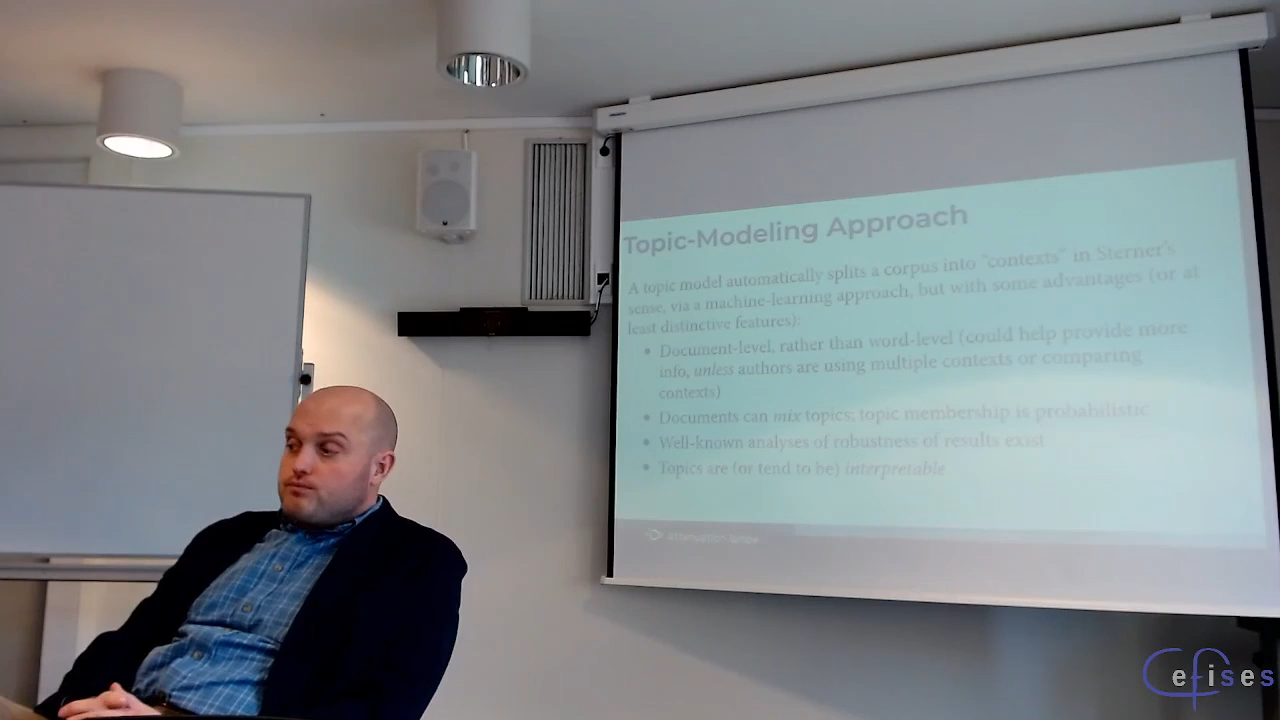 Topic-Modeling Approach
A topic model automatically splits a corpus into "contexts" in Sterner's
sense, via a machine-learning approach, but with some advantages (or at
least distinctive features):
• Document-level, rather than word-level (could help provide more
info, unless authors are using multiple contexts or comparing
contexts)
• Documents can mix topics; topic membership is probabilistic
• Well-known analyses of robustness of results exist
• Topics are (or tend to be) interpretable
efises